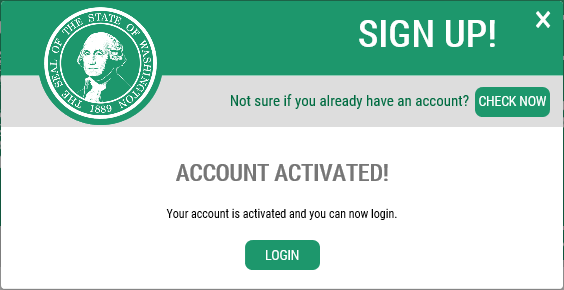 THE SEAL OF THE STATE OF WASHINGTON
1889
SIGN UP!
X
Not sure if you already have an account? CHECK NOW
ACCOUNT ACTIVATED!
Your account is activated and you can now login.
LOGIN